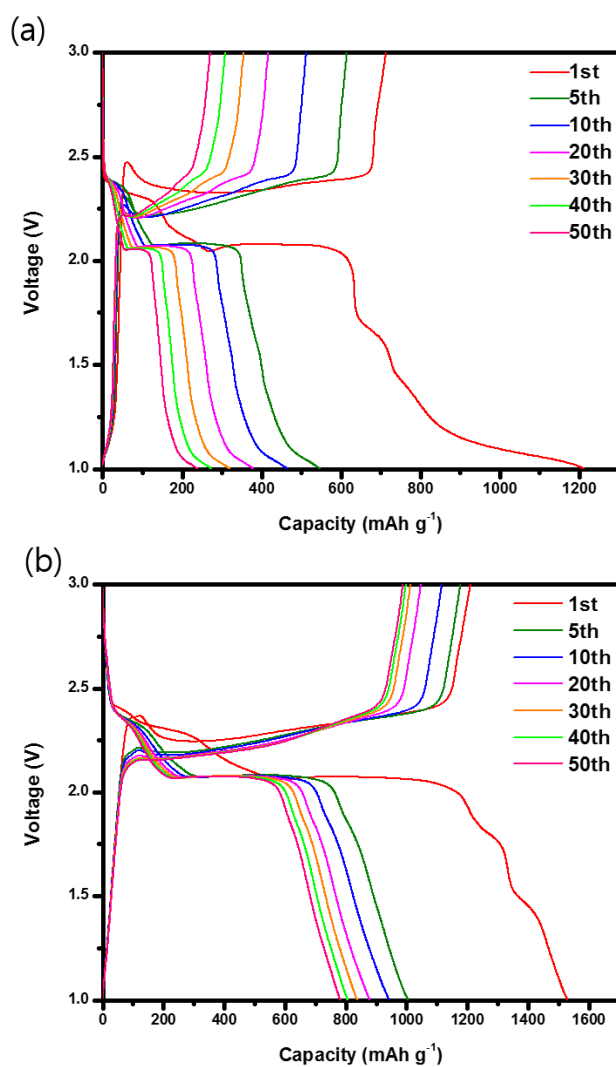 (a)
3.0
2.5
2.0
1.5
1.0
Voltage (V)
1st
5th
10th
20th
30th
40th
50th
0 200 400 600 800 1000 1200
Capacity (mAh g⁻¹)
(b)
3.0
2.5
2.0
1.5
1.0
Voltage (V)
1st
5th
10th
20th
30th
40th
50th
0 200 400 600 800 1000 1200 1400 1600
Capacity (mAh g⁻¹)